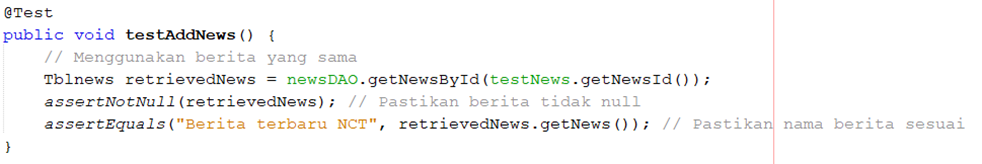 @Test
public void testAddNews() {
    // Menggunakan berita yang sama
    Tblnews retrievedNews = newsDAO.getNewsById(testNews.getNewsId());
    assertNotNull(retrievedNews); // Pastikan berita tidak null
    assertEquals("Berita terbaru NCT", retrievedNews.getNews()); // Pastikan nama berita sesuai
}